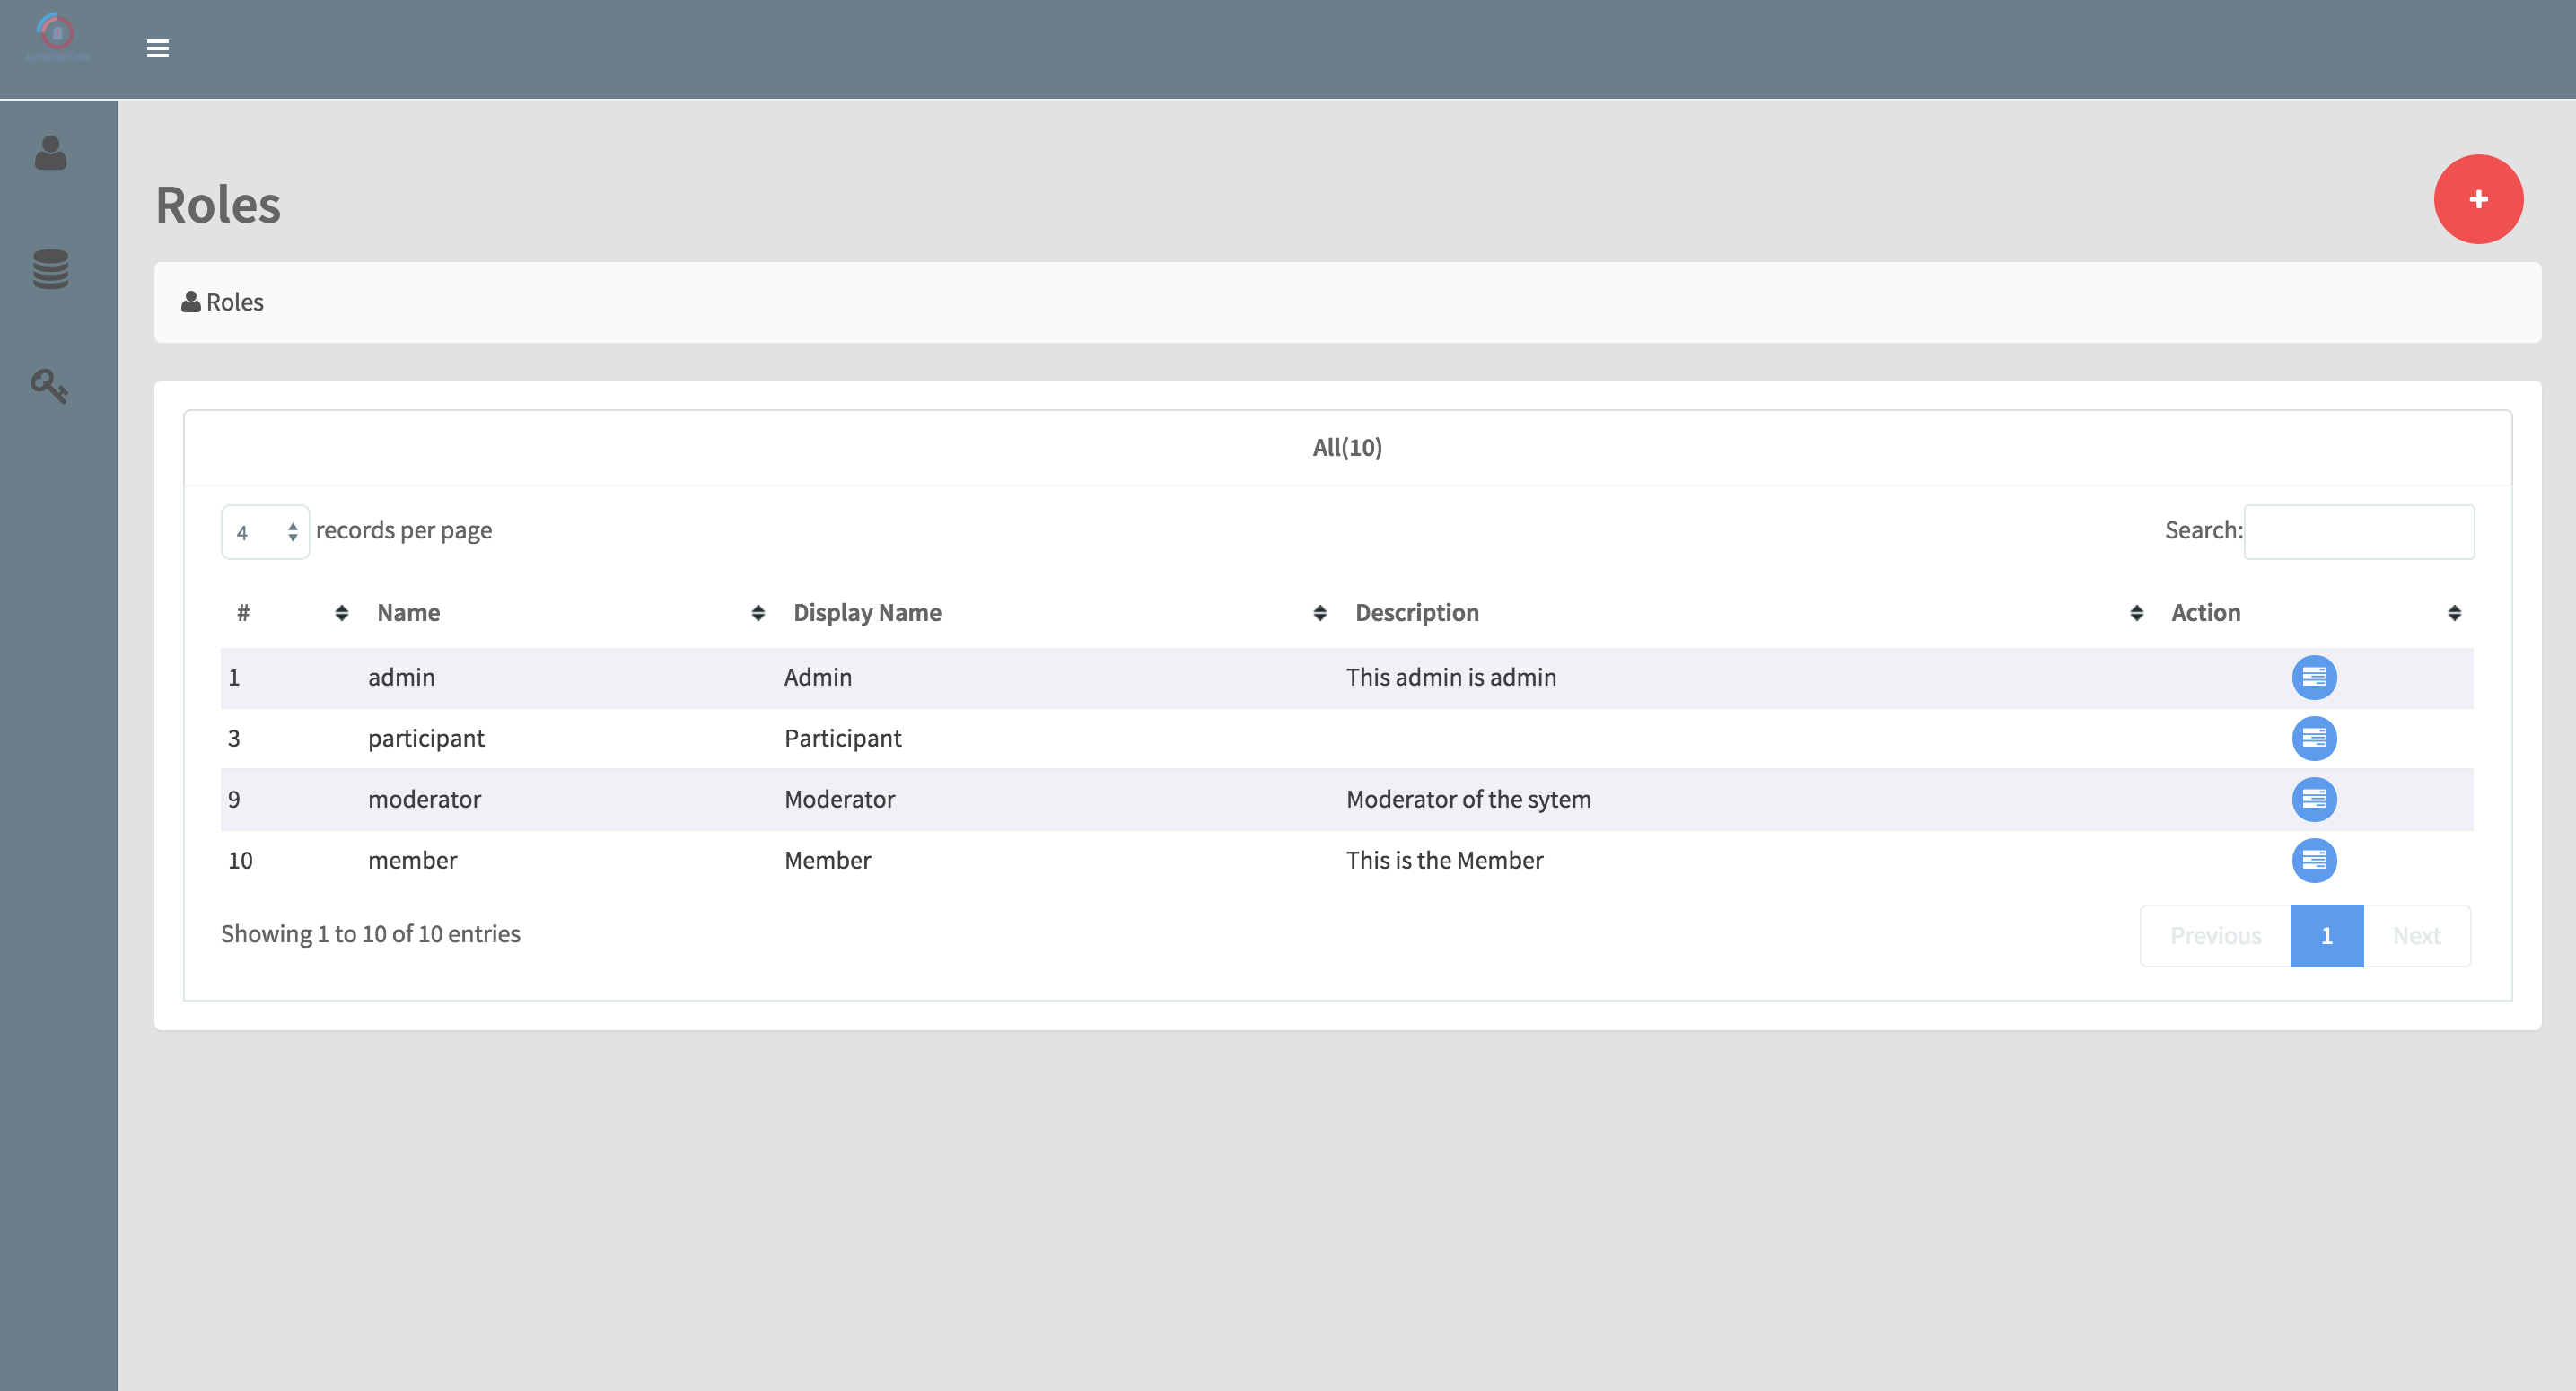 Roles
Roles
All(10)
4 records per page Search:
# Name Display Name Description Action
1 admin Admin This admin is admin
3 participant Participant
9 moderator Moderator Moderator of the sytem
10 member Member This is the Member
Showing 1 to 10 of 10 entries Previous 1 Next